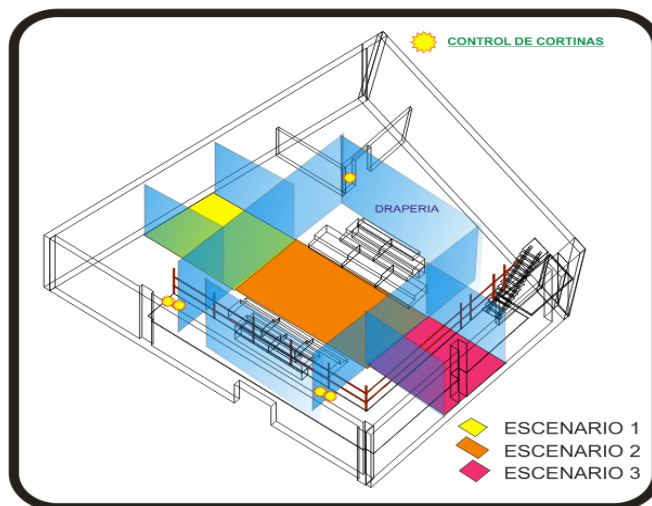 CONTROL DE CORTINAS
DRAPERIA
ESCENARIO 1
ESCENARIO 2
ESCENARIO 3